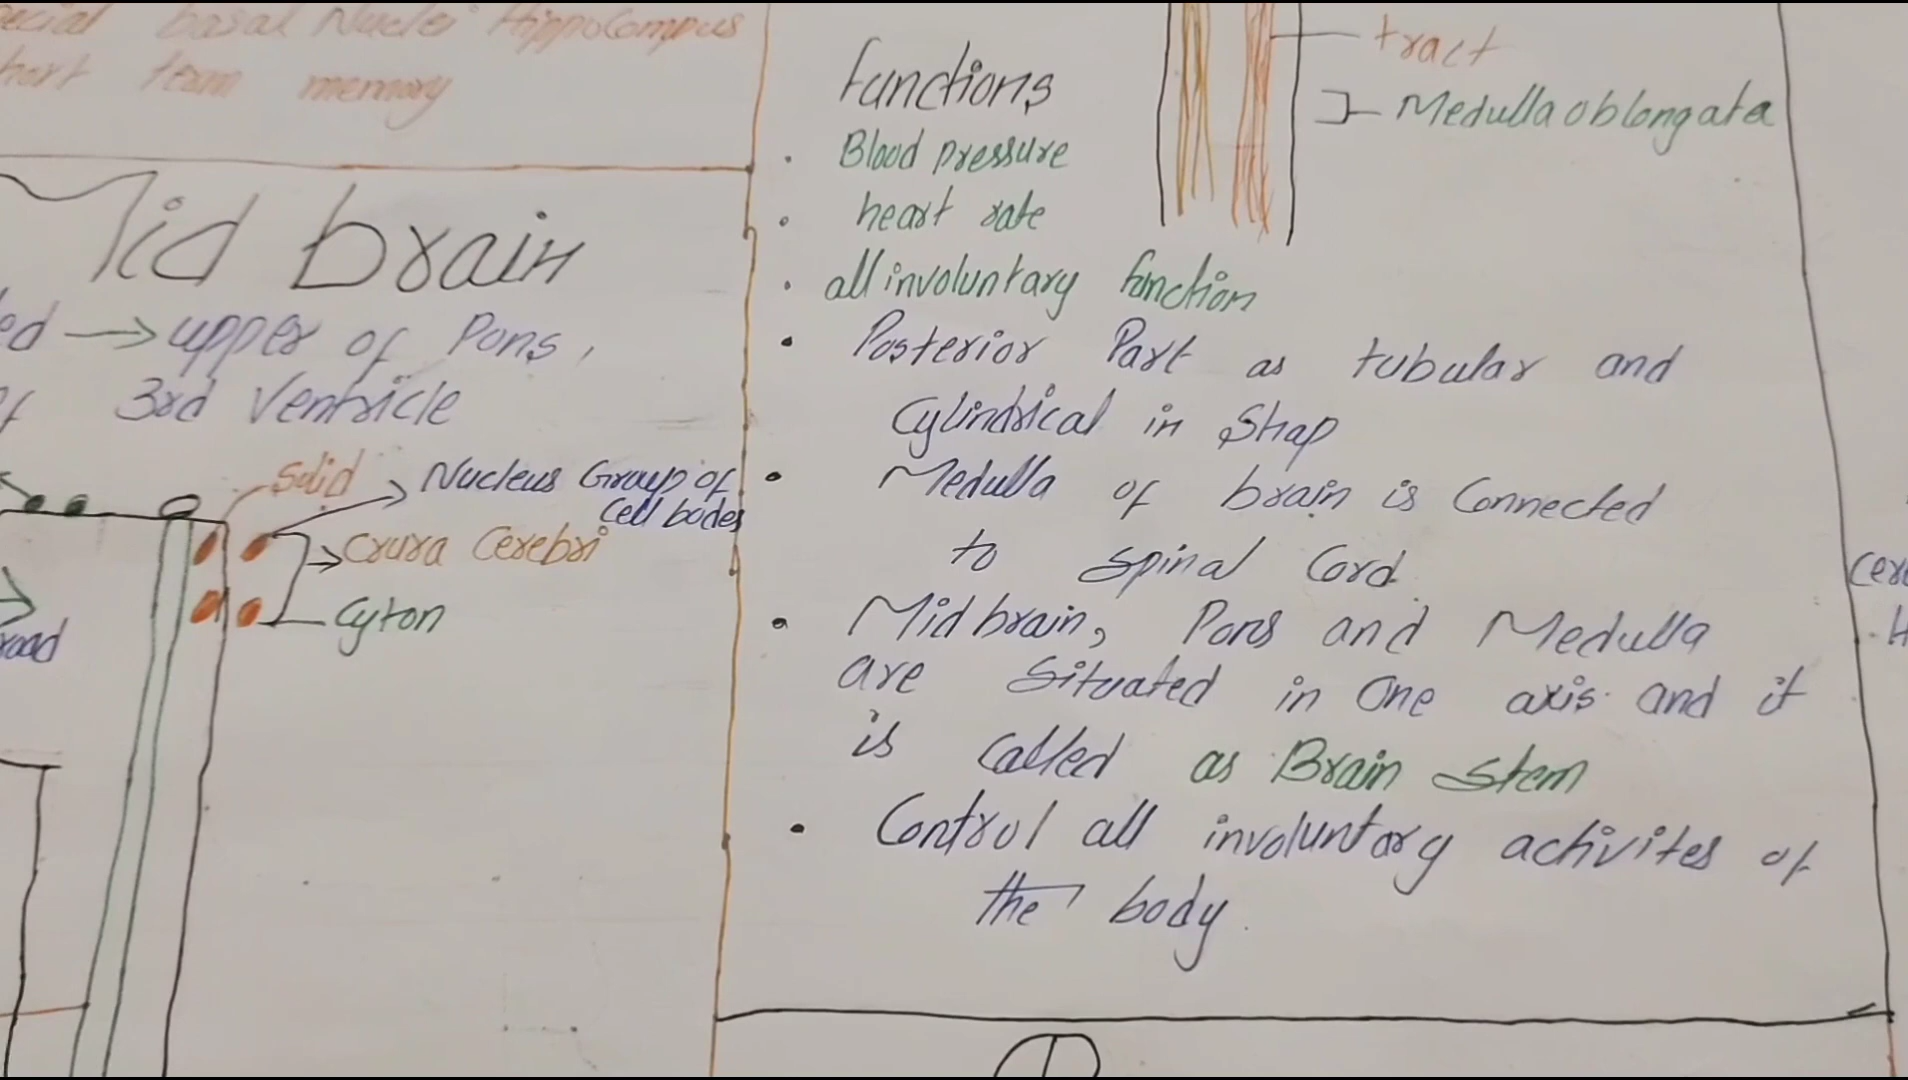 basal Nuclei Hippocampus
term memory
Mid brain
→ upper of Pons,
3rd Ventricle
Solid
Nucleus Group of
Cell bodes
Crura Cerebri
Cyton
tract
Medulla oblongata
Functions
• Blood pressure
• heart rate
• all involuntary function
• Posterior Part as tubular and
Cylindrical in Shap
• Medulla of brain is Connected
to Spinal Cord.
• Mid brain, Pons and Medulla
are Situated in One axis and it
is Called as Brain Stem
• Control all involuntary activites of
the body.